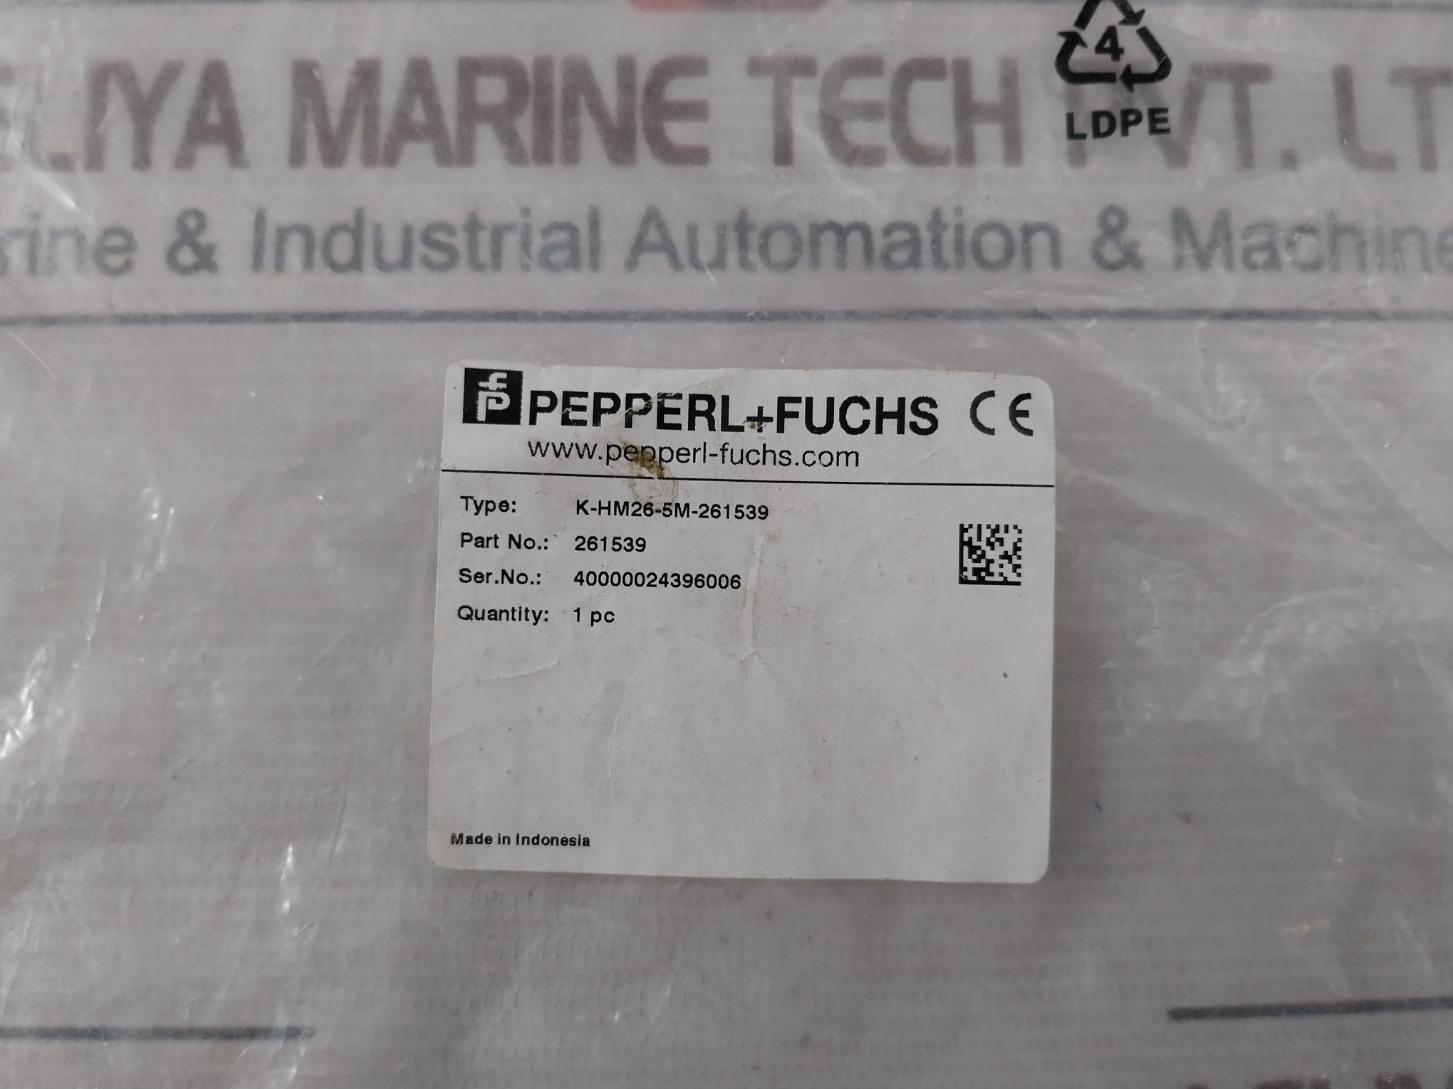 4
LDPE
ELIYA MARINE TECH PVT. LT
rine & Industrial Automation & Machine
PEPPERL+FUCHS CE
www.pepperl-fuchs.com
Type: K-HM26-5M-261539
Part No.: 261539
Ser.No.: 40000024396006
Quantity: 1 pc
Made in Indonesia